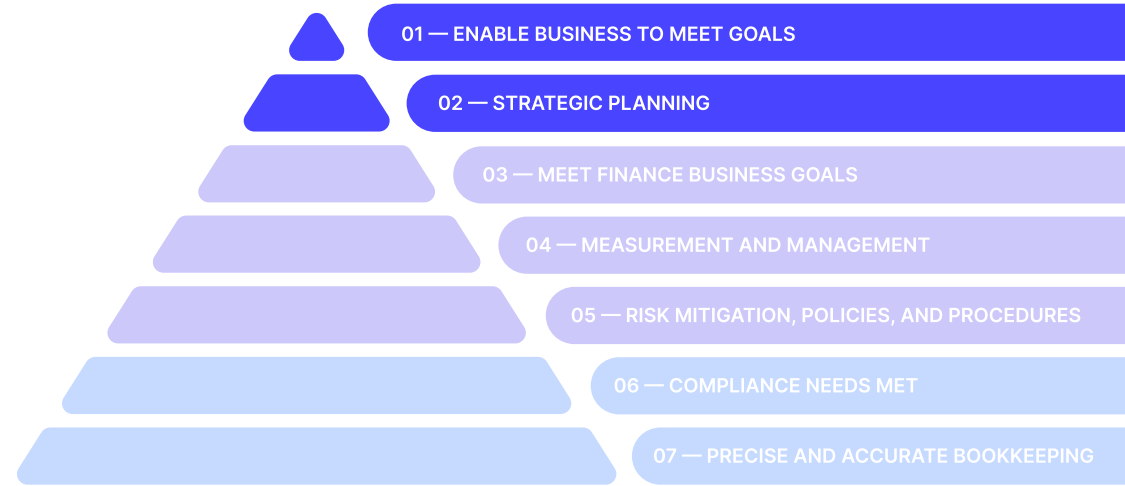 01 — ENABLE BUSINESS TO MEET GOALS
02 — STRATEGIC PLANNING
03 — MEET FINANCE BUSINESS GOALS
04 — MEASUREMENT AND MANAGEMENT
05 — RISK MITIGATION, POLICIES, AND PROCEDURES
06 — COMPLIANCE NEEDS MET
07 — PRECISE AND ACCURATE BOOKKEEPING